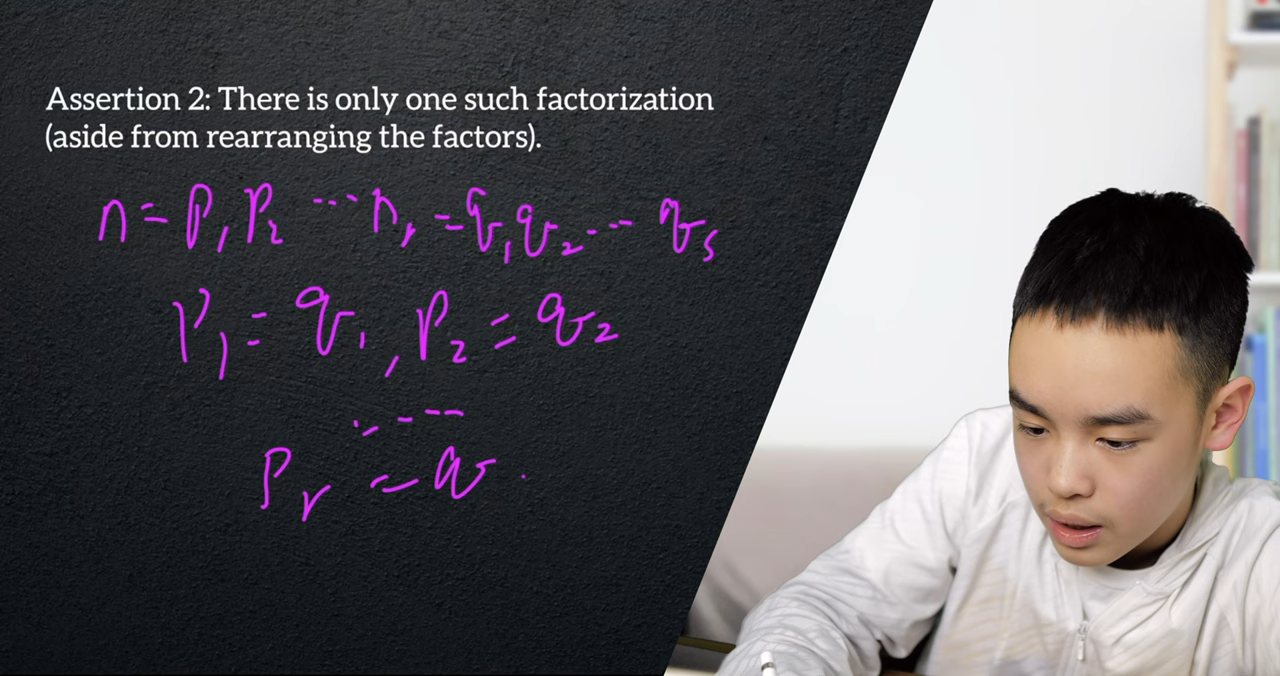 Assertion 2: There is only one such factorization
(aside from rearranging the factors).
n = p₁ p₂ ... pᵣ = q₁ q₂ ... qₛ
p₁ = q₁, p₂ = q₂
...
pᵣ = q